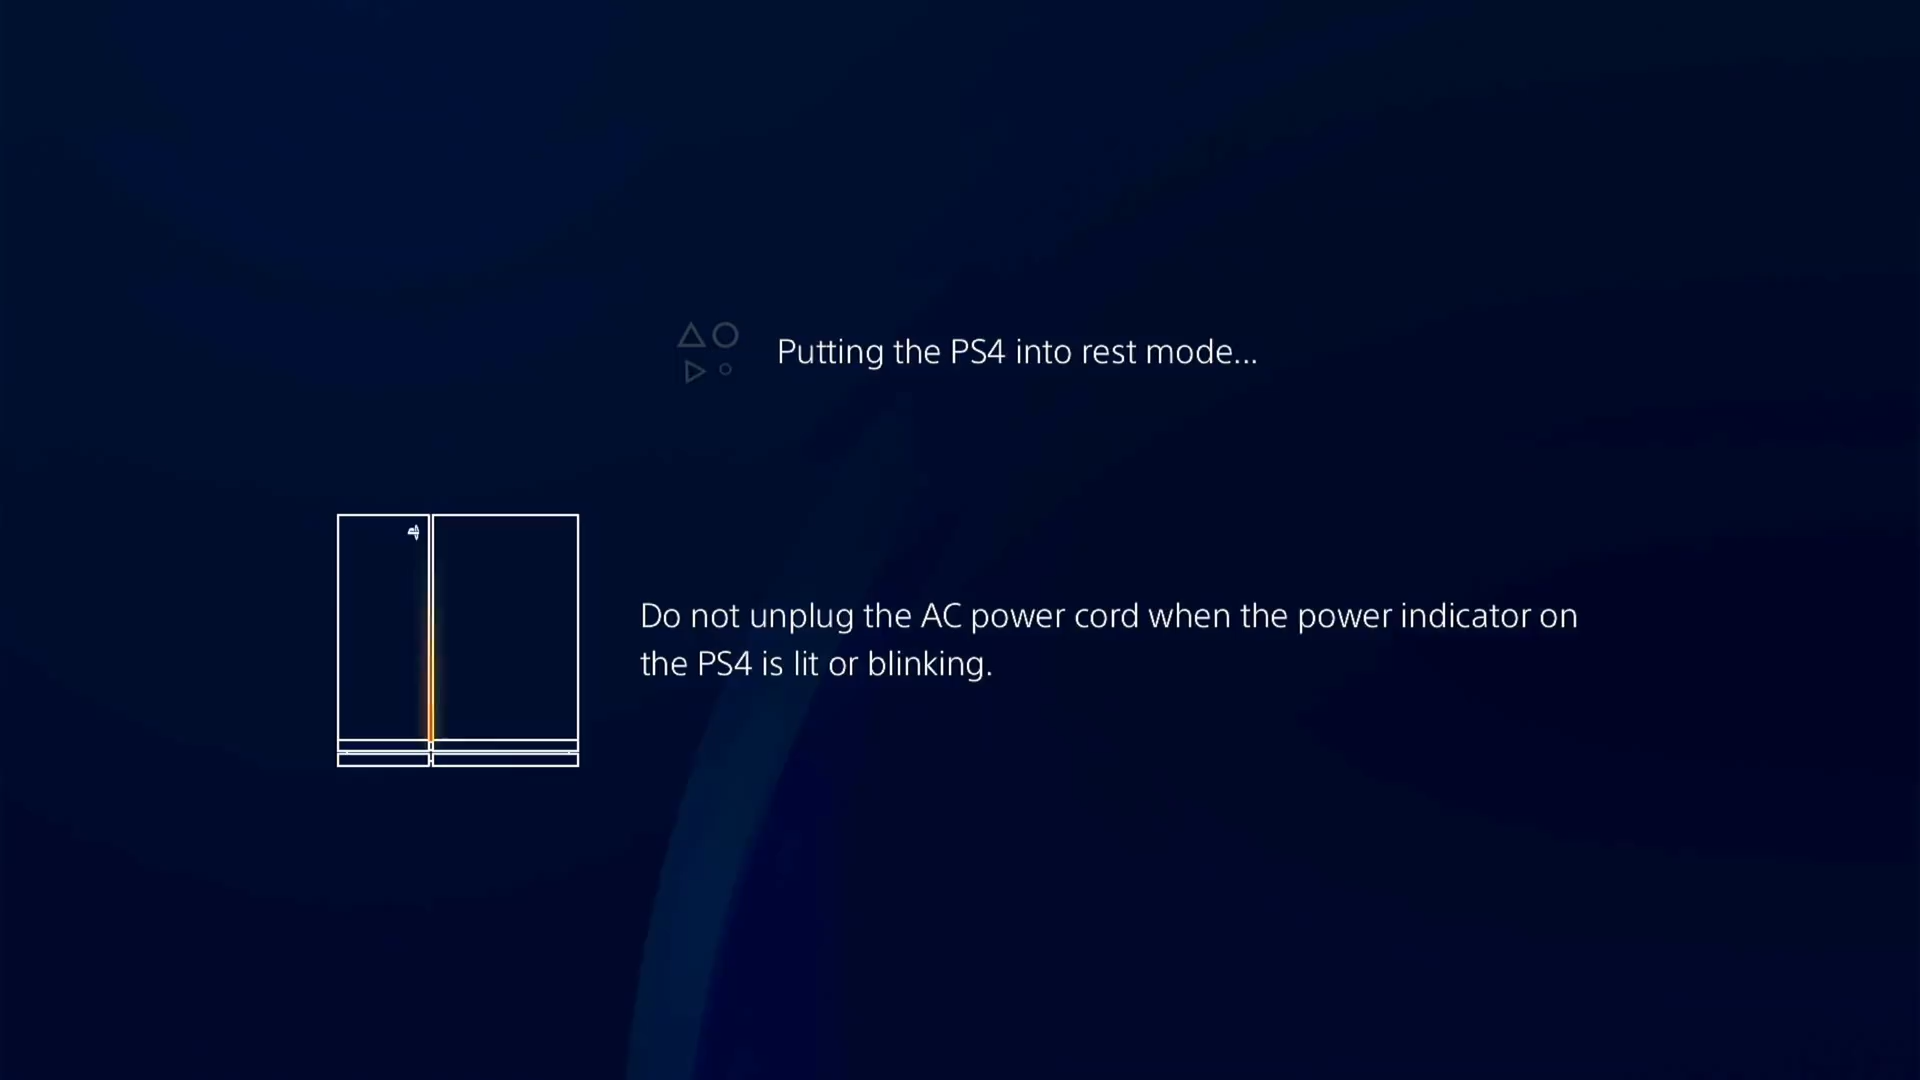 Putting the PS4 into rest mode...
Do not unplug the AC power cord when the power indicator on
the PS4 is lit or blinking.